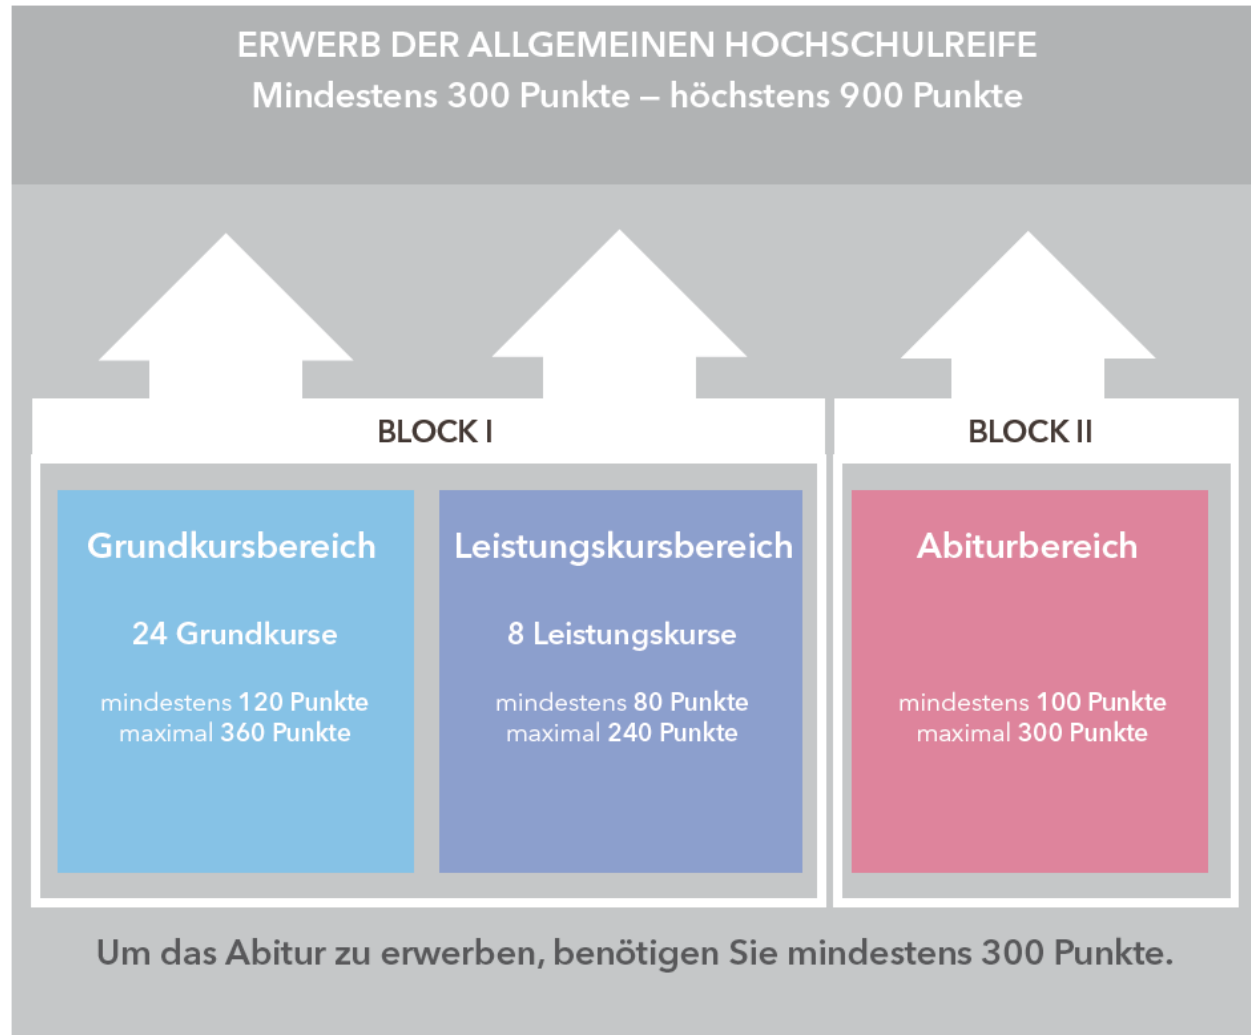 ERWERB DER ALLGEMEINEN HOCHSCHULREIFE
Mindestens 300 Punkte – höchstens 900 Punkte
BLOCK I
Grundkursbereich
24 Grundkurse
mindestens 120 Punkte
maximal 360 Punkte
Leistungskursbereich
8 Leistungskurse
mindestens 80 Punkte
maximal 240 Punkte
BLOCK II
Abiturbereich
mindestens 100 Punkte
maximal 300 Punkte
Um das Abitur zu erwerben, benötigen Sie mindestens 300 Punkte.